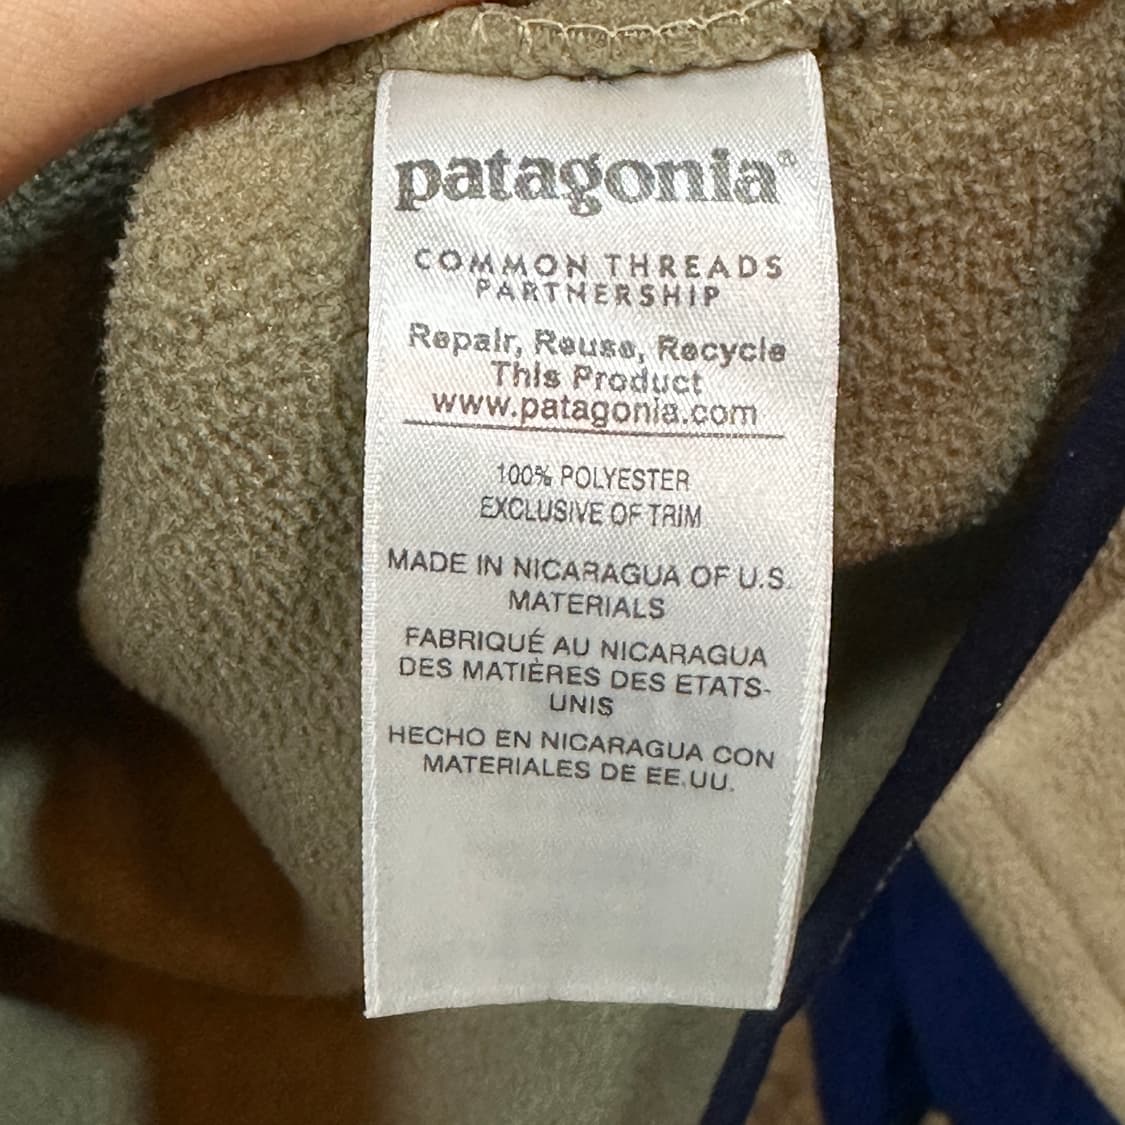 patagonia®
COMMON THREADS
PARTNERSHIP
Repair, Reuse, Recycle
This Product
www.patagonia.com
100% POLYESTER
EXCLUSIVE OF TRIM
MADE IN NICARAGUA OF U.S.
MATERIALS
FABRIQUÉ AU NICARAGUA
DES MATIÈRES DES ETATS-
UNIS
HECHO EN NICARAGUA CON
MATERIALES DE EE.UU.